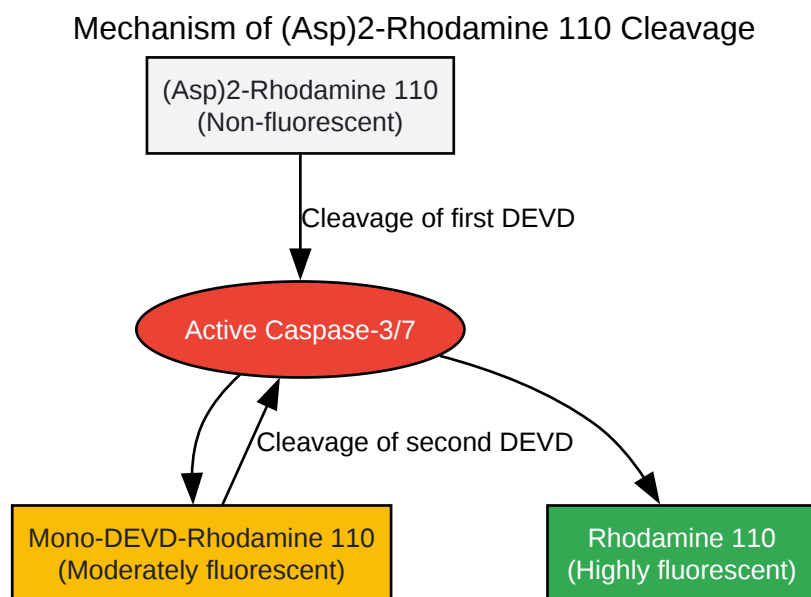 Mechanism of (Asp)2-Rhodamine 110 Cleavage
(Asp)2-Rhodamine 110
(Non-fluorescent)
Cleavage of first DEVD
Active Caspase-3/7
Cleavage of second DEVD
Mono-DEVD-Rhodamine 110
(Moderately fluorescent)
Rhodamine 110
(Highly fluorescent)